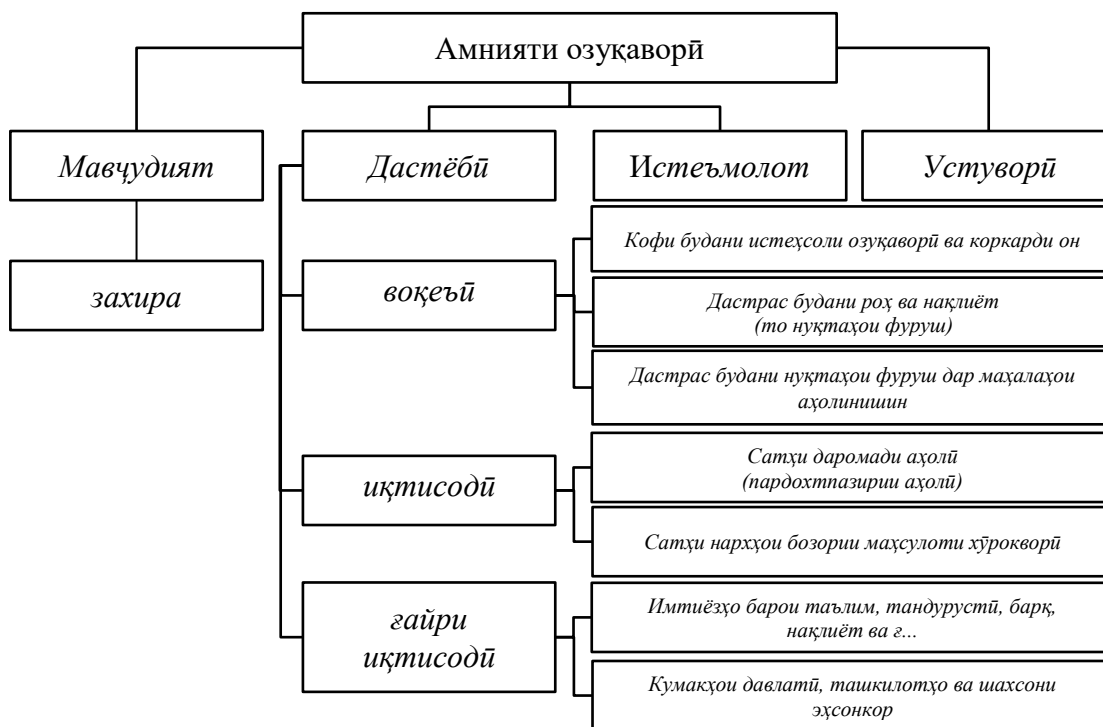 Амнияти озуқаворӣ
Мавҷудият
Дастёбӣ
Истеъмолот
Устуворӣ
захира
воқеъӣ
Кофи будани истеҳсоли озуқаворӣ ва коркарди он
Дастрас будани роҳ ва нақлиёт
(то нуқтаҳои фуруш)
Дастрас будани нуқтаҳои фуруш дар маҳалаҳои
аҳолинишин
иқтисодӣ
Сатҳи даромади аҳолӣ
(пардохтпазирии аҳолӣ)
Сатҳи нархҳои бозории маҳсулоти хӯрокворӣ
ғайри
иқтисодӣ
Имтиёзҳо барои таълим, тандурустӣ, барқ,
нақлиёт ва ғ...
Кумакҳои давлатӣ, ташкилотҳо ва шахсони
эҳсонкор